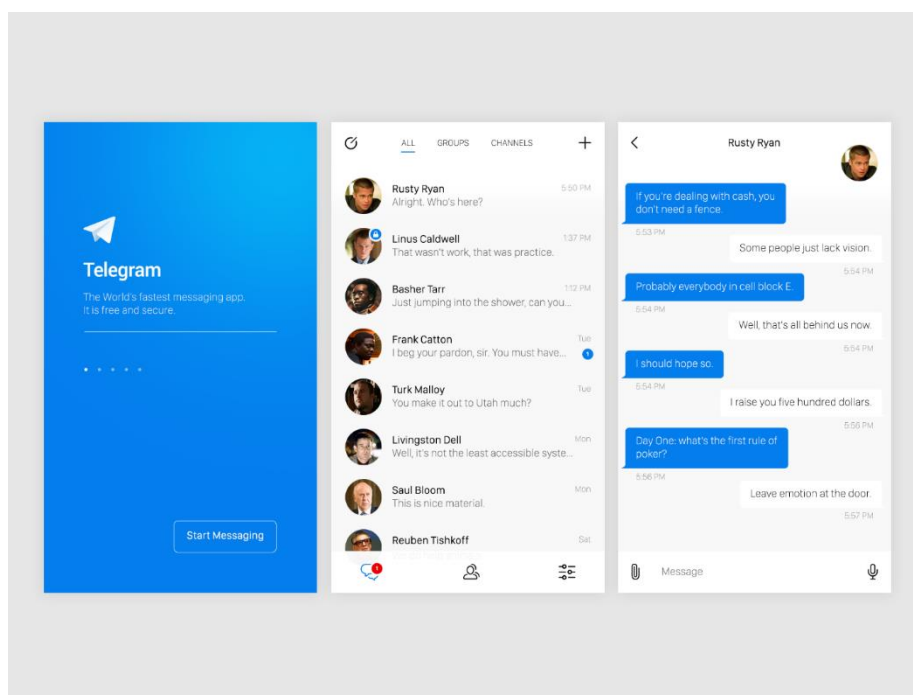 Telegram
The World's fastest messaging app.
It is free and secure.
Start Messaging
ALL GROUPS CHANNELS
Rusty Ryan 5:50 PM
Alright. Who's here?
Linus Caldwell 1:37 PM
That wasn't work, that was practice.
Basher Tarr 1:12 PM
Just jumping into the shower, can you...
Frank Catton Tue
I beg your pardon, sir. You must have... 1
Turk Malloy Tue
You make it out to Utah much?
Livingston Dell Mon
Well, it's not the least accessible syste...
Saul Bloom Mon
This is nice material.
Reuben Tishkoff Sat
1
Rusty Ryan
If you're dealing with cash, you
don't need a fence.
5:53 PM
Some people just lack vision.
5:54 PM
Probably everybody in cell block E.
5:54 PM
Well, that's all behind us now.
5:54 PM
I should hope so.
5:54 PM
I raise you five hundred dollars.
5:56 PM
Day One: what's the first rule of
poker?
5:56 PM
Leave emotion at the door.
5:57 PM
Message